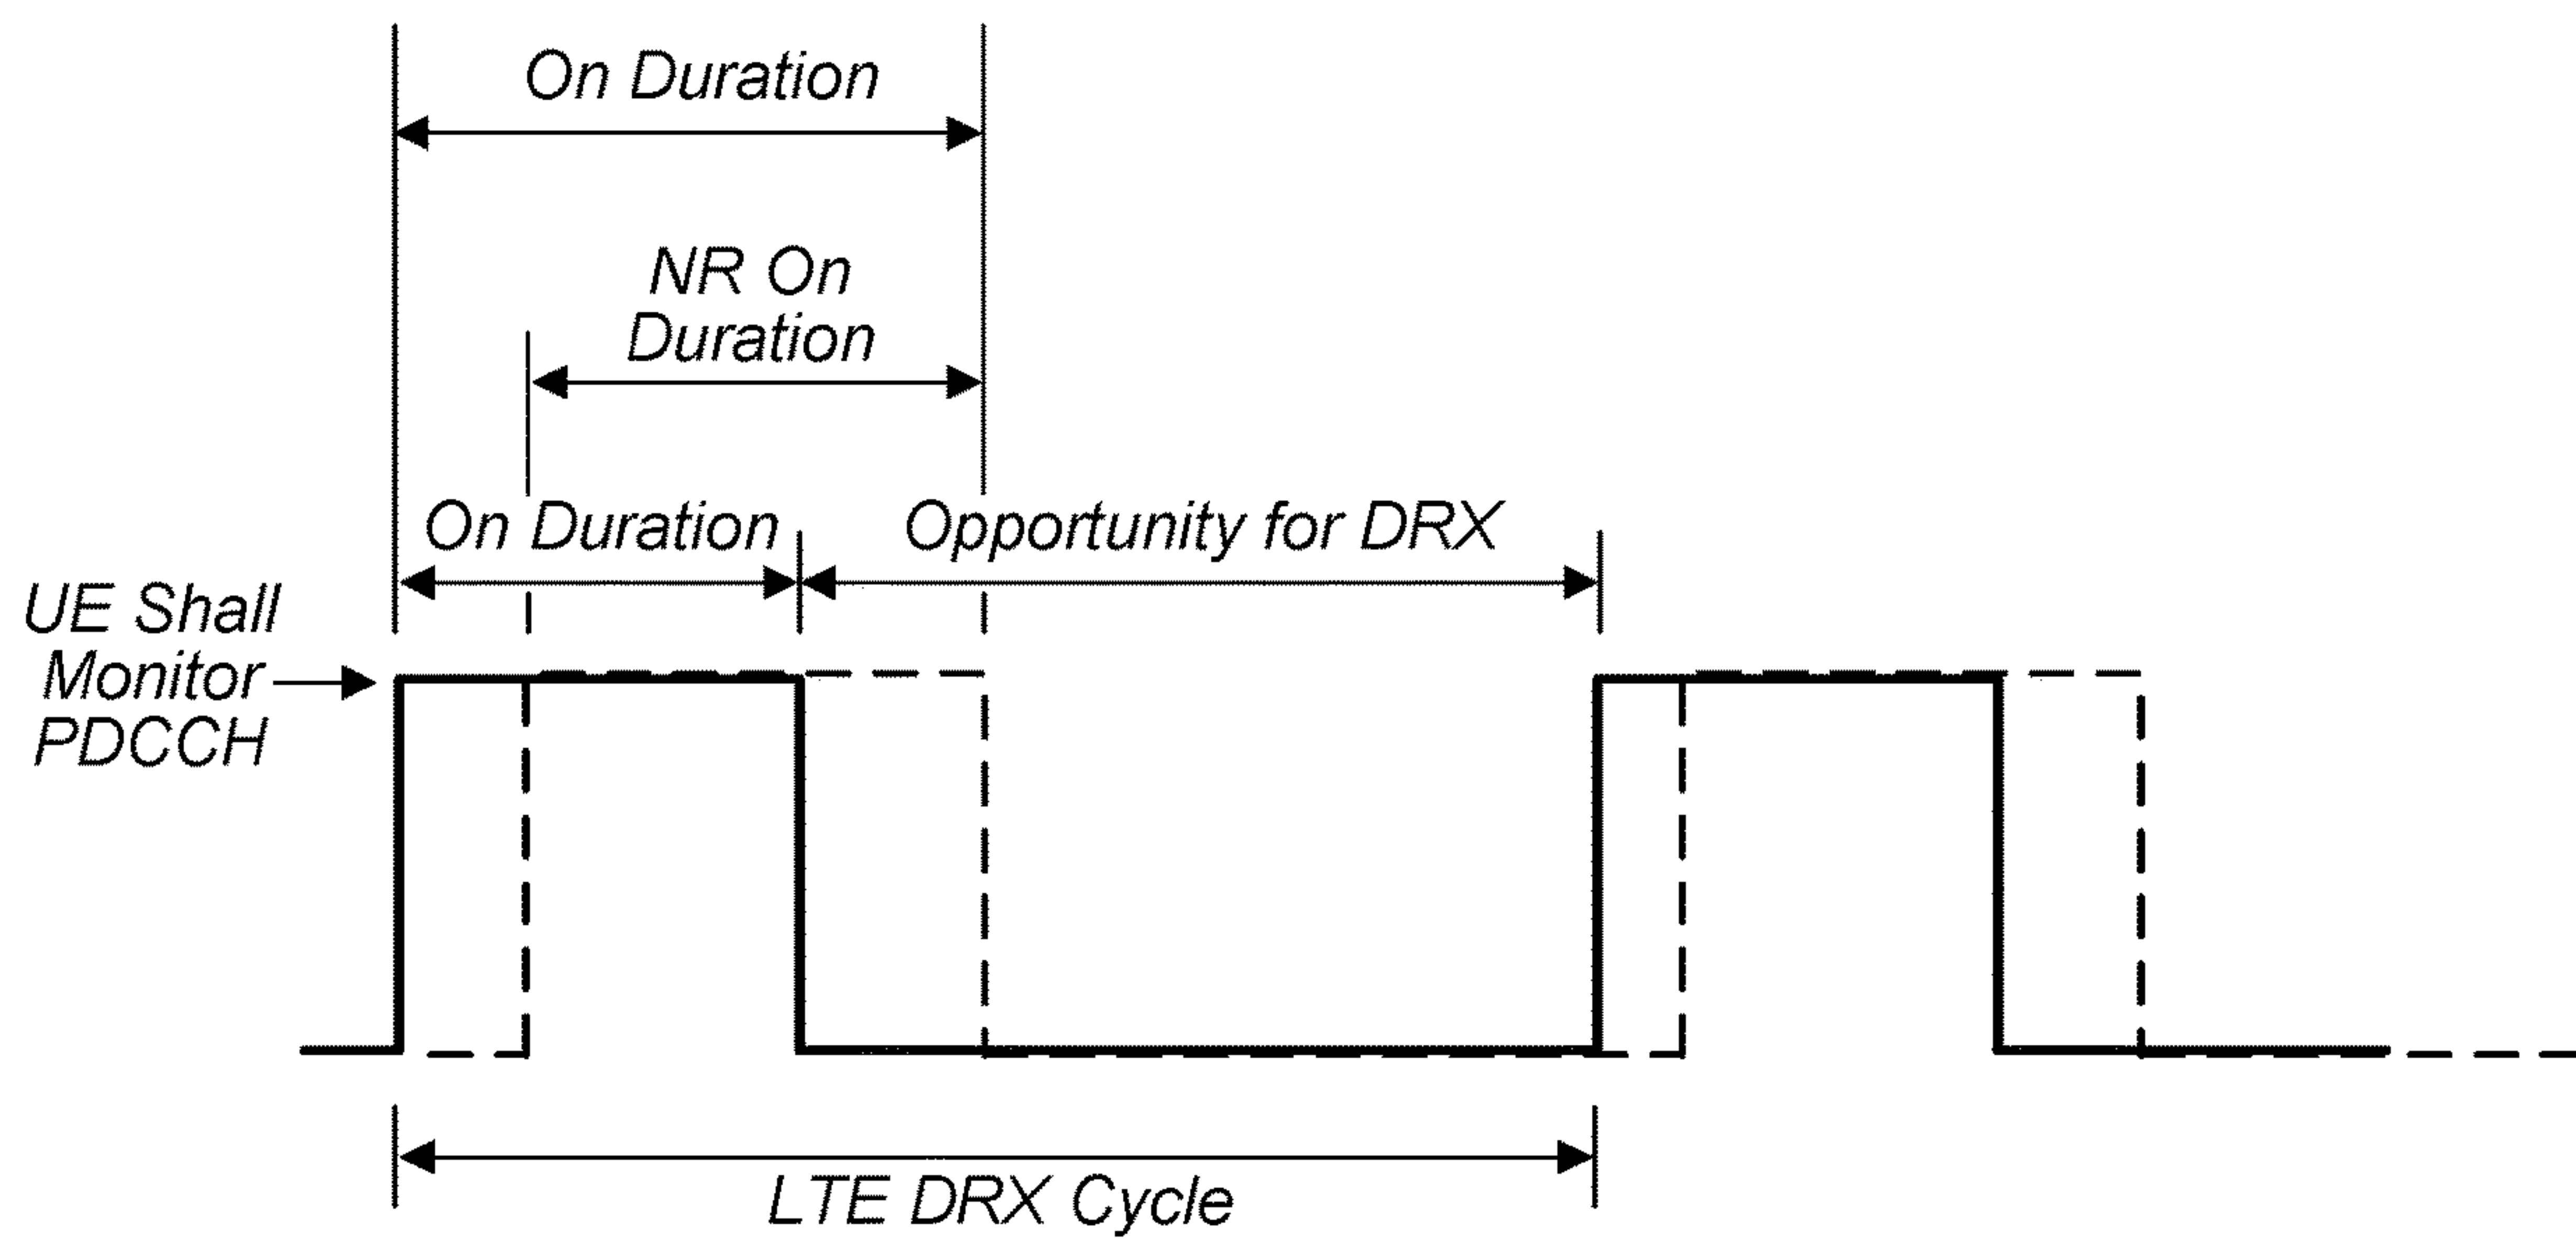 On Duration
NR On
Duration
On Duration
Opportunity for DRX
UE Shall
Monitor
PDCCH
LTE DRX Cycle